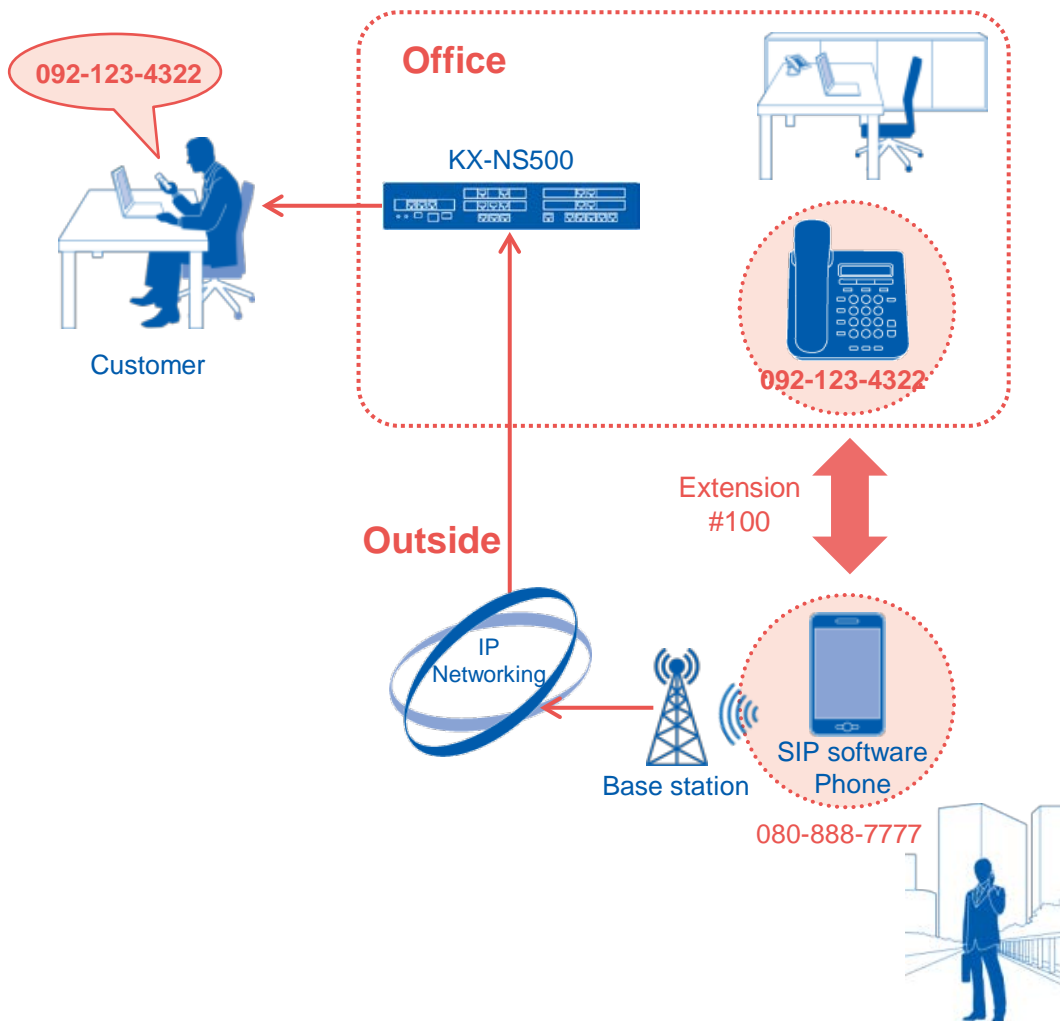 Office
092-123-4322
KX-NS500
Customer
092-123-4322
Extension
#100
Outside
IP
Networking
SIP software
Phone
Base station
080-888-7777